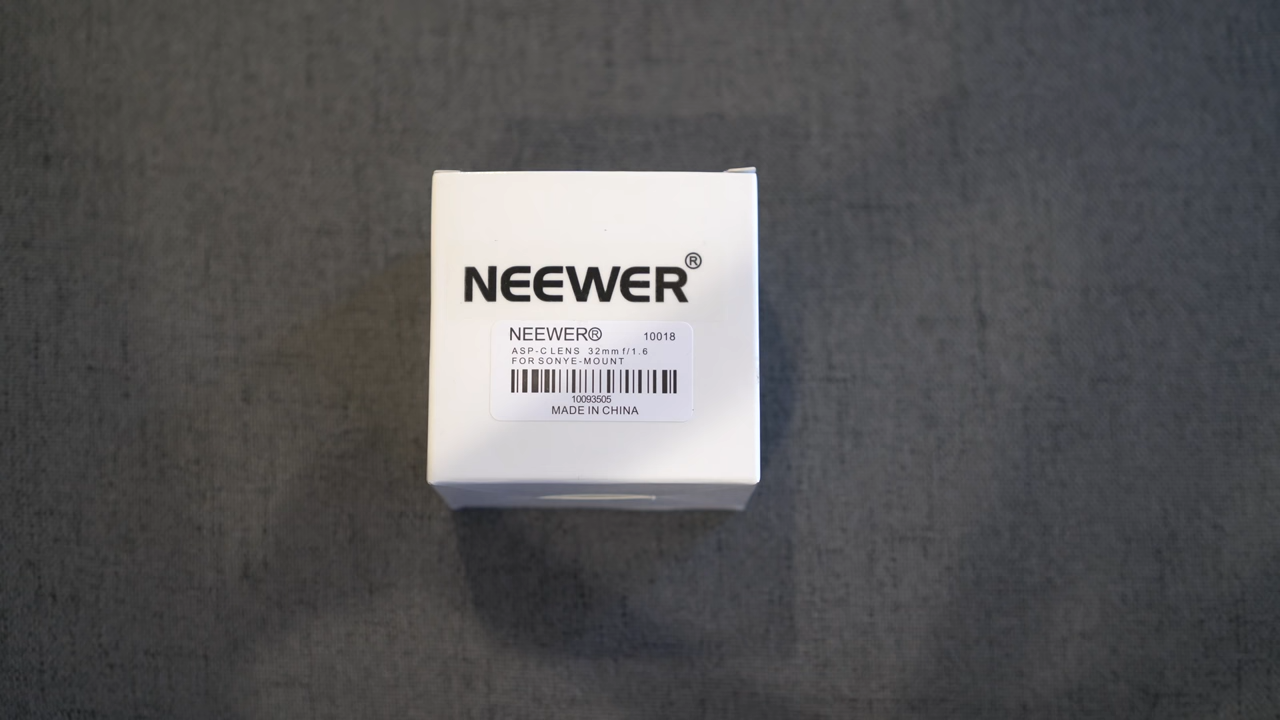 NEEWER®
NEEWER® 10018
ASP-C LENS 32mm f/1.6
FOR SONYE-MOUNT
10093505
MADE IN CHINA